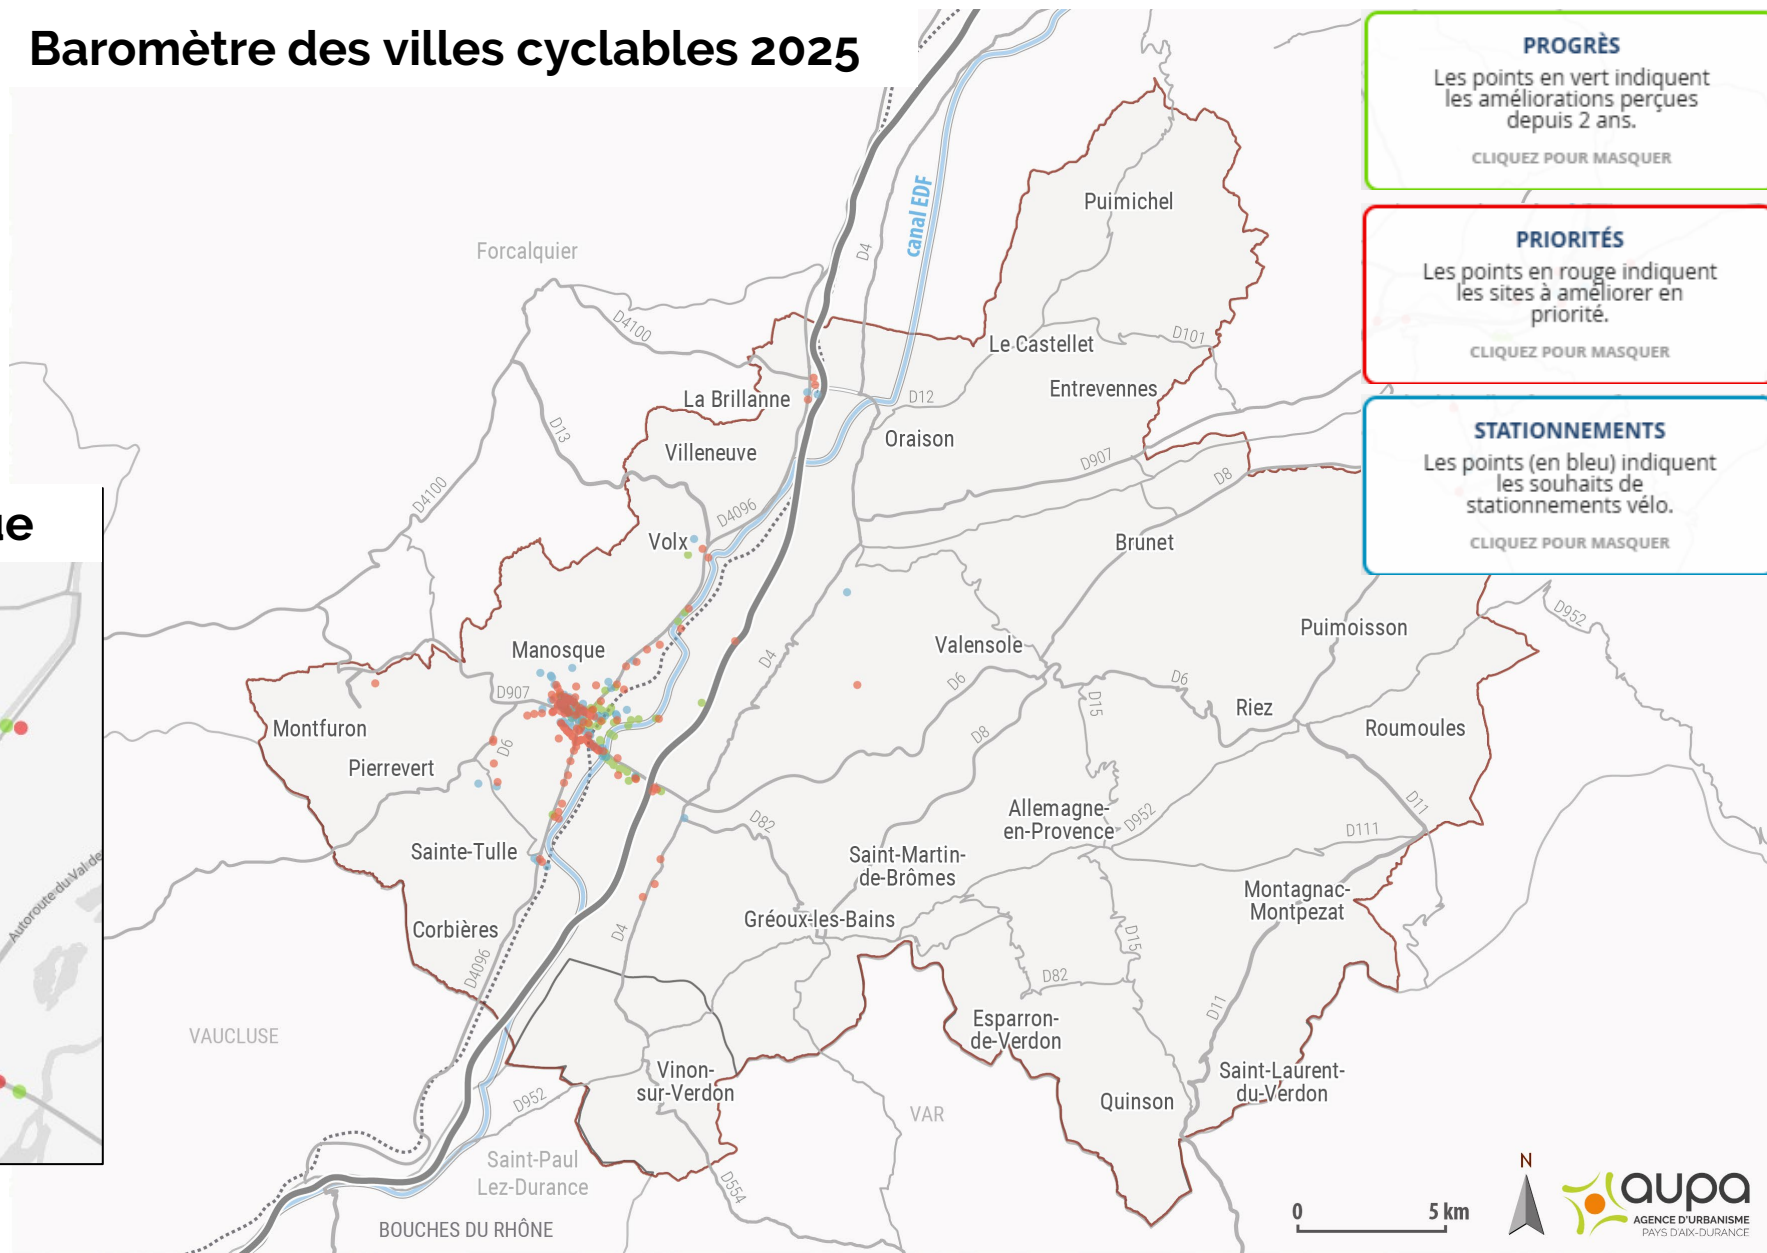 Baromètre des villes cyclables 2025
PROGRÈS
Les points en vert indiquent
les améliorations perçues
depuis 2 ans.
CLIQUEZ POUR MASQUER
PRIORITÉS
Les points en rouge indiquent
les sites à améliorer en
priorité.
CLIQUEZ POUR MASQUER
STATIONNEMENTS
Les points (en bleu) indiquent
les souhaits de
stationnements vélo.
CLIQUEZ POUR MASQUER
canal EDF
Puimichel
Forcalquier
D4
D4100
D101
Le Castellet
Entrevennes
La Brillanne
D12
D13
Oraison
Villeneuve
D907
D8
D4100
D4096
ue
Volx
Brunet
D952
Puimoisson
Manosque
Valensole
D4
D907
D6
D6
D15
Riez
Roumoules
Montfuron
D6
D8
Pierrevert
D11
Allemagne-
en-Provence
D952
D82
D111
Sainte-Tulle
Saint-Martin-
de-Brômes
Autoroute du Val de
Montagnac-
Montpezat
Gréoux-les-Bains
Corbières
D4
D15
D4096
D82
D11
VAUCLUSE
Esparron-
de-Verdon
Vinon-
sur-Verdon
Saint-Laurent-
du-Verdon
D952
Quinson
VAR
Saint-Paul
Lez-Durance
D554
BOUCHES DU RHÔNE
N
0 5 km
aupa
AGENCE D'URBANISME
PAYS D'AIX-DURANCE